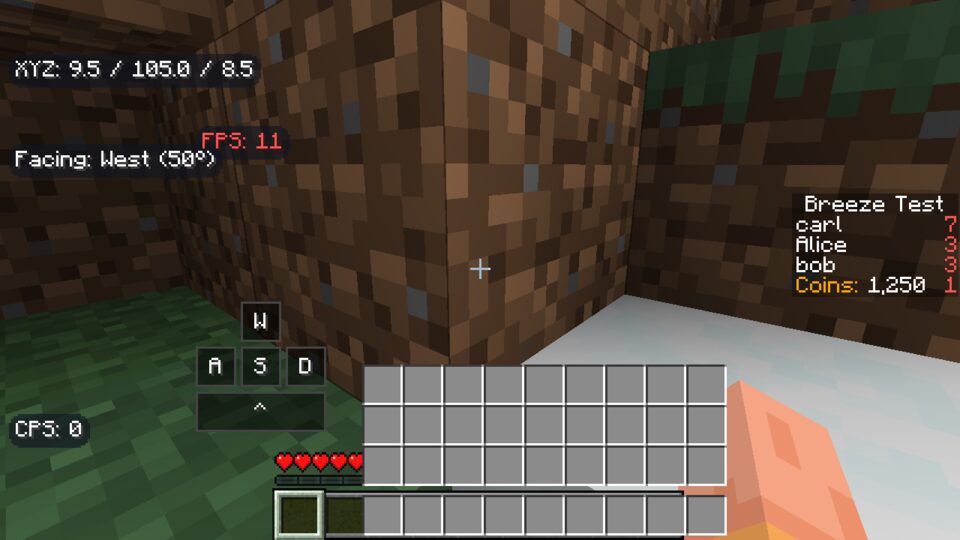 XYZ: 9.5 / 105.0 / 8.5
FPS: 11
Facing: West (50º)
Breeze Test
carl 7
Alice 3
bob 3
Coins: 1,250 1
W
A S D
^
CPS: 0